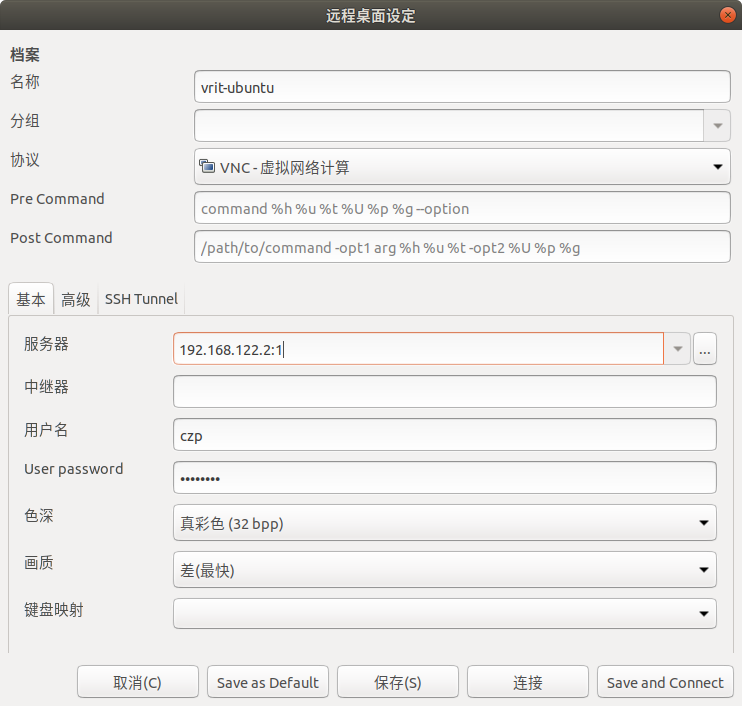 远程桌面设定
档案
名称 vrit-ubuntu
分组
协议 VNC - 虚拟网络计算
Pre Command command %h %u %t %U %p %g --option
Post Command /path/to/command -opt1 arg %h %u %t -opt2 %U %p %g
基本 高级 SSH Tunnel
服务器 192.168.122.2:1 ...
中继器
用户名 czp
User password ••••••••
色深 真彩色 (32 bpp)
画质 差(最快)
键盘映射
取消(C) Save as Default 保存(S) 连接 Save and Connect